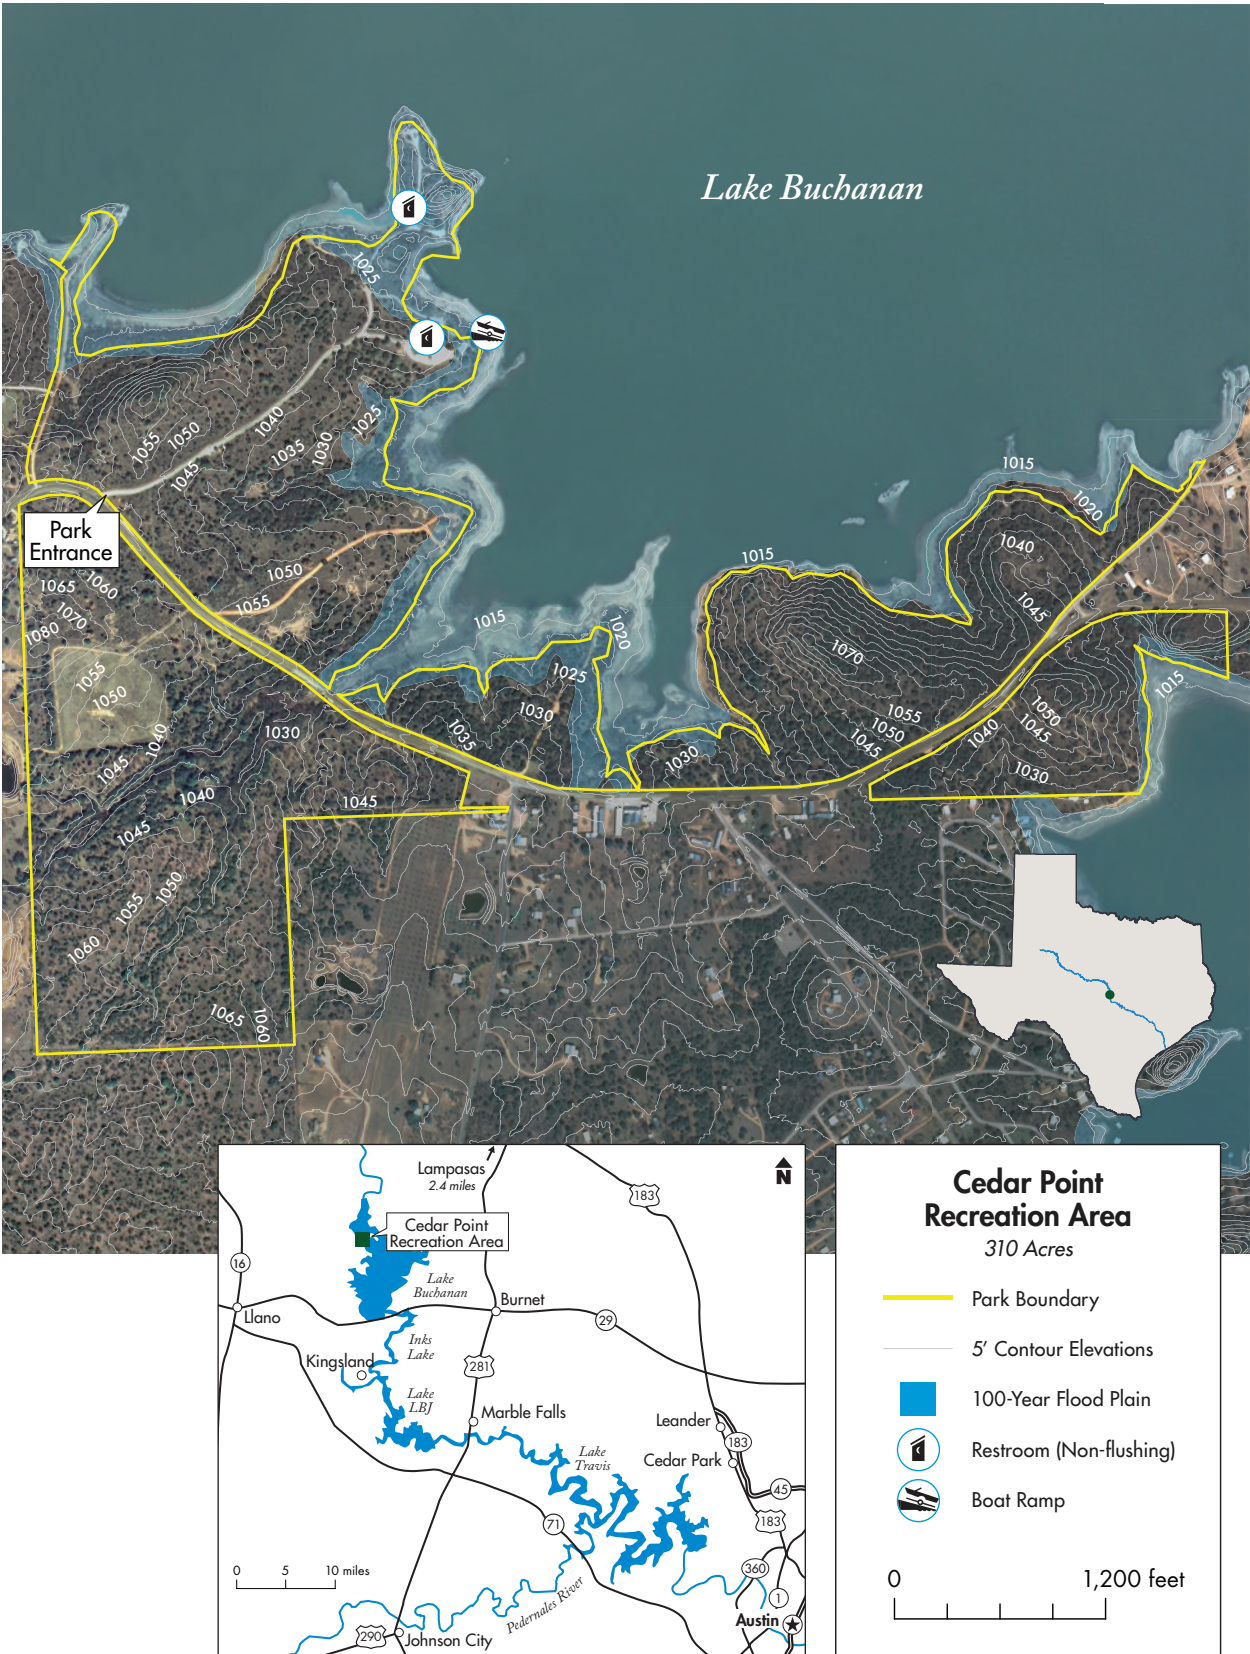 Lake Buchanan
1025
1025
1040
1055
1050
1035
1030
1045
1015
1020
Park
Entrance
1040
1015
1050
1065
1060
1055
1045
1070
1080
1015
1020
1070
1055
1050
1025
1015
1030
1055
1050
1050
1045
1030
1035
1040
1040
1045
1030
1045
1030
1040
1045
1045
1055
1050
1060
1065
1060
Lampasas
2.4 miles
N
183
Cedar Point
Recreation Area
16
Lake
Buchanan
Llano
Burnet
29
Inks
Lake
Kingsland
281
Lake
LBJ
Marble Falls
Leander
183
Lake
Travis
Cedar Park
45
183
71
360
0 5 10 miles
1
Pedernales River
Austin
290
Johnson City
Cedar Point
Recreation Area
310 Acres
Park Boundary
5′ Contour Elevations
100-Year Flood Plain
Restroom (Non-flushing)
Boat Ramp
0 1,200 feet